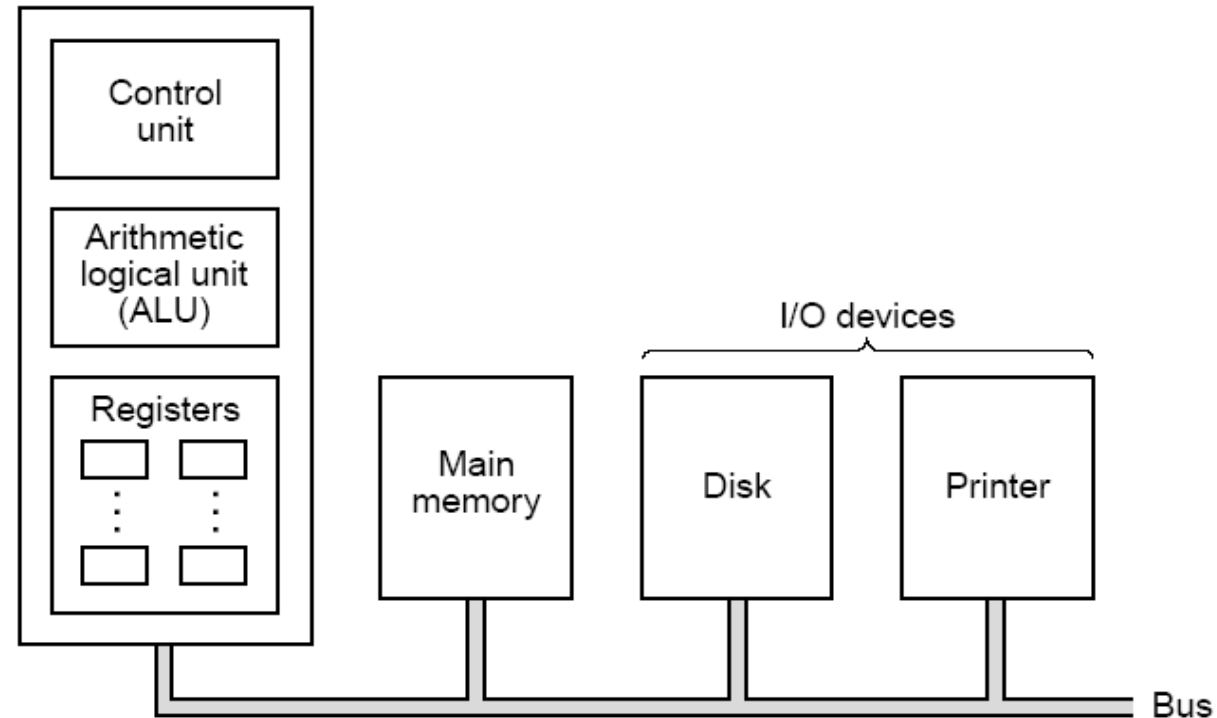 Control
unit
Arithmetic
logical unit
(ALU)
Registers
I/O devices
Main
memory
Disk
Printer
Bus